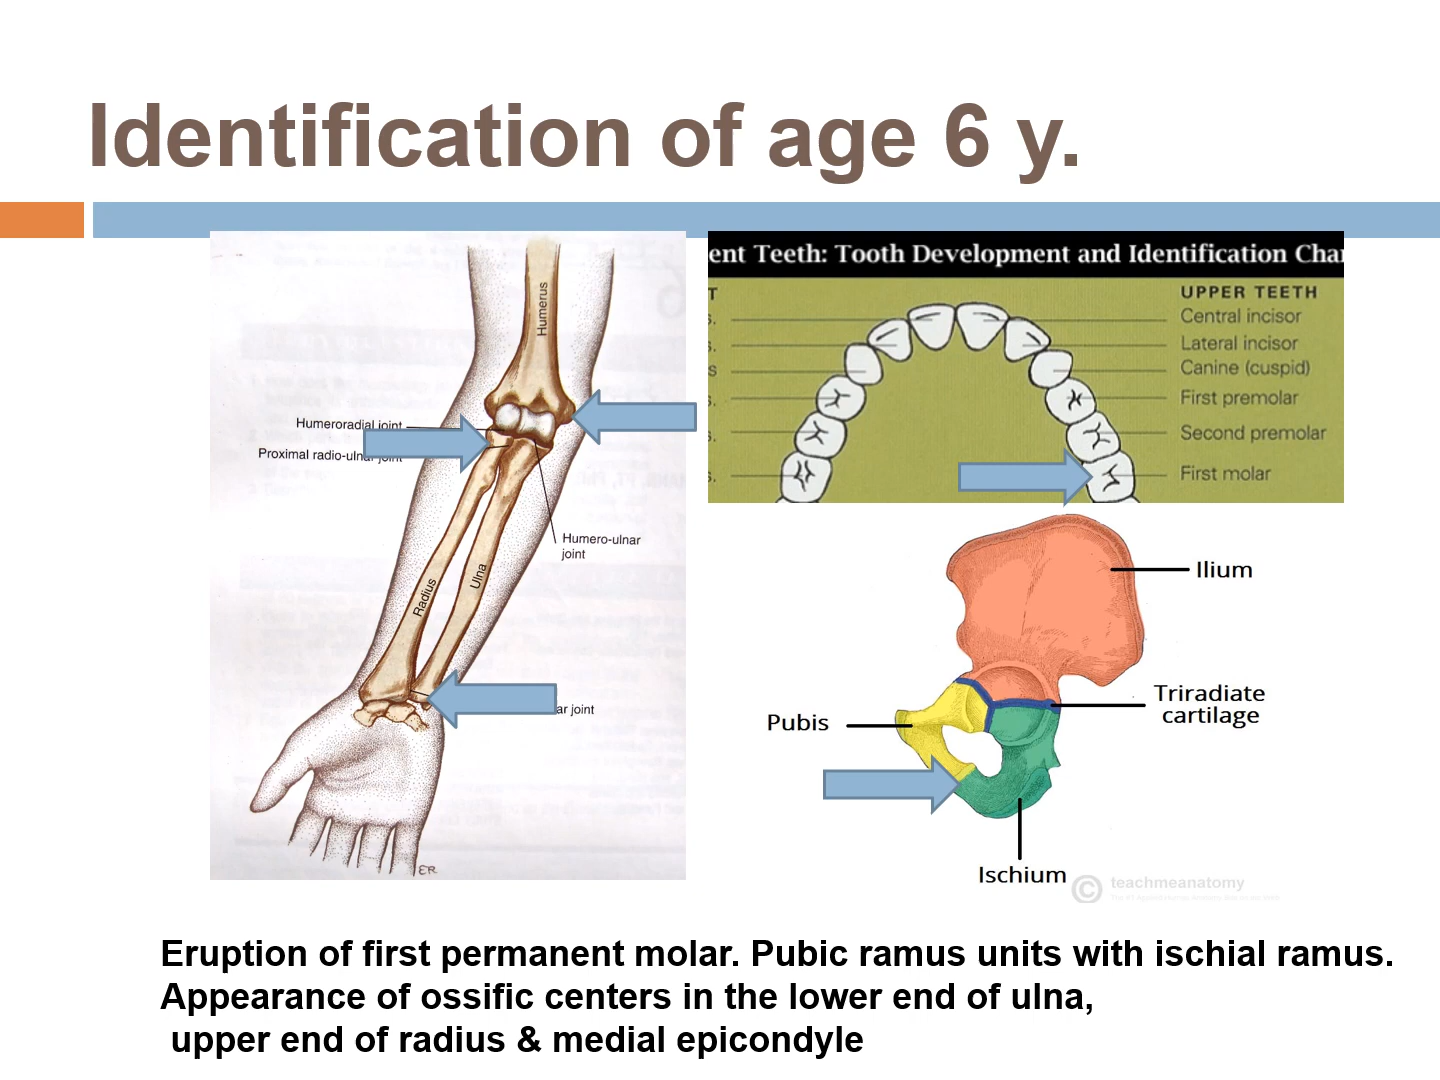 Identification of age 6 y.
Humerus
Humeroradial joint
Proximal radio-ulnar joint
Humero-ulnar
joint
Radius
Ulna
ar joint
ER
ent Teeth: Tooth Development and Identification Char
T
UPPER TEETH
s.
Central incisor
s.
Lateral incisor
s
Canine (cuspid)
s.
First premolar
s.
Second premolar
s.
First molar
Ilium
Triradiate
cartilage
Pubis
Ischium
© teachmeanatomy
Eruption of first permanent molar. Pubic ramus units with ischial ramus.
Appearance of ossific centers in the lower end of ulna,
upper end of radius & medial epicondyle